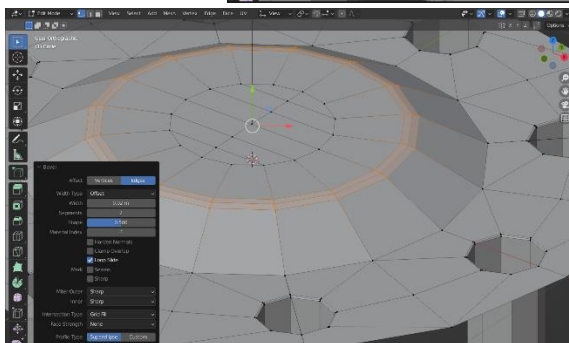 Edit Mode View Select Add Mesh Vertex Edge Face UV View
Options
Bevel
Affect Vertices Edges
Width Type Offset
Width
Segments 2
Shape
Material Index
Harden Normals
Clamp Overlap
Loop Slide
Mark Seams
Sharp
Miter Outer Sharp
Inner Sharp
Intersection Type Grid Fill
Face Strength None
Profile Type Superellipse Custom